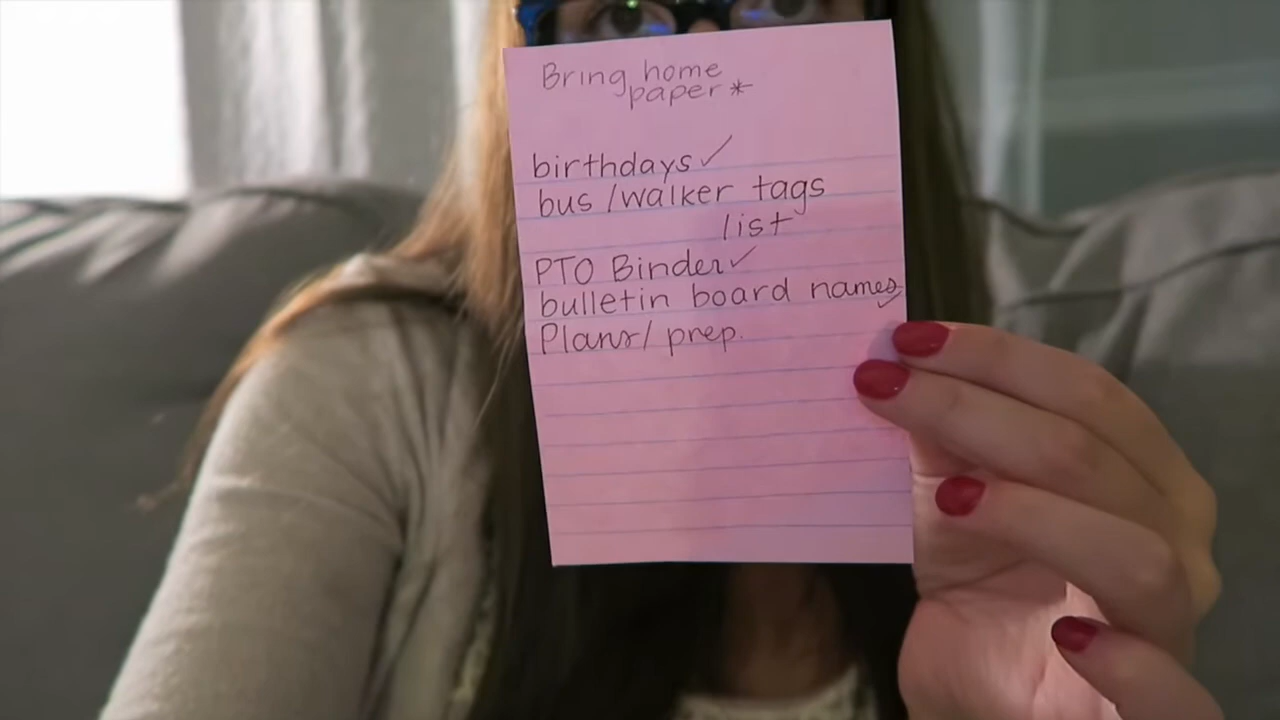 Bring home
paper*
birthdays ✓
bus/walker tags
list
PTO Binder ✓
bulletin board names ✓
Plans/prep.